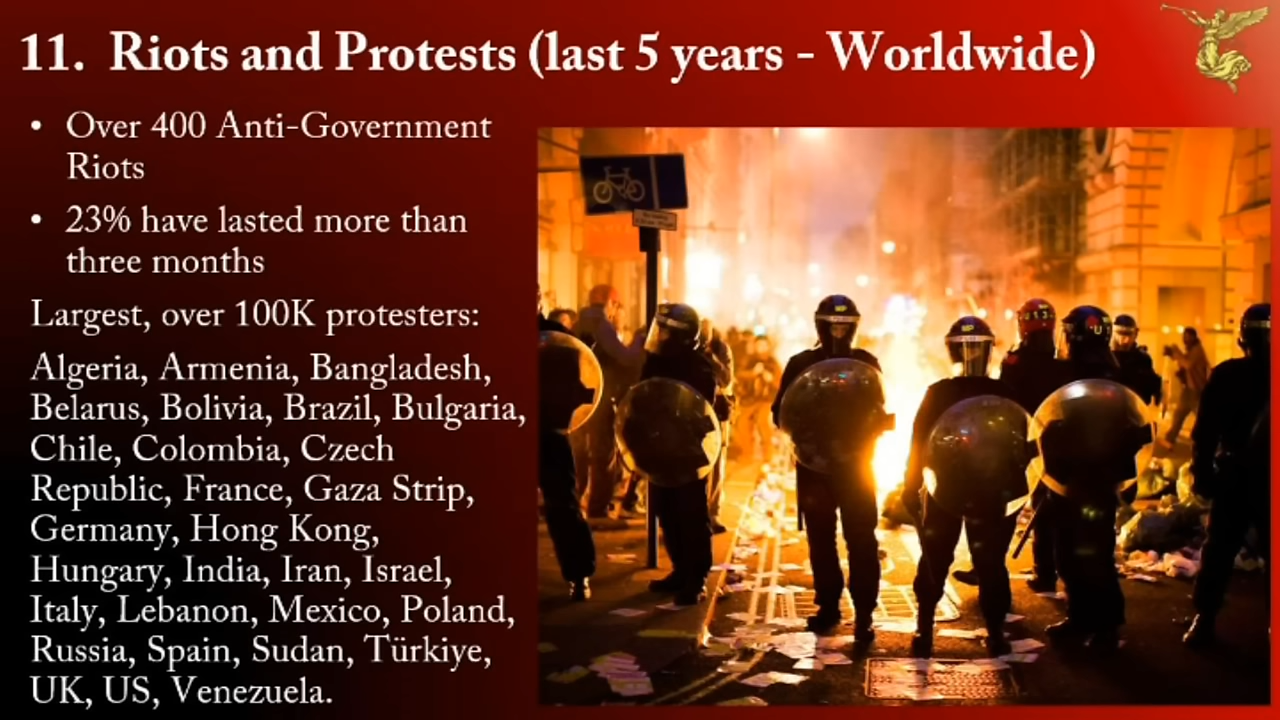 11. Riots and Protests (last 5 years - Worldwide)
• Over 400 Anti-Government
Riots
• 23% have lasted more than
three months
Largest, over 100K protesters:
Algeria, Armenia, Bangladesh,
Belarus, Bolivia, Brazil, Bulgaria,
Chile, Colombia, Czech
Republic, France, Gaza Strip,
Germany, Hong Kong,
Hungary, India, Iran, Israel,
Italy, Lebanon, Mexico, Poland,
Russia, Spain, Sudan, Türkiye,
UK, US, Venezuela.